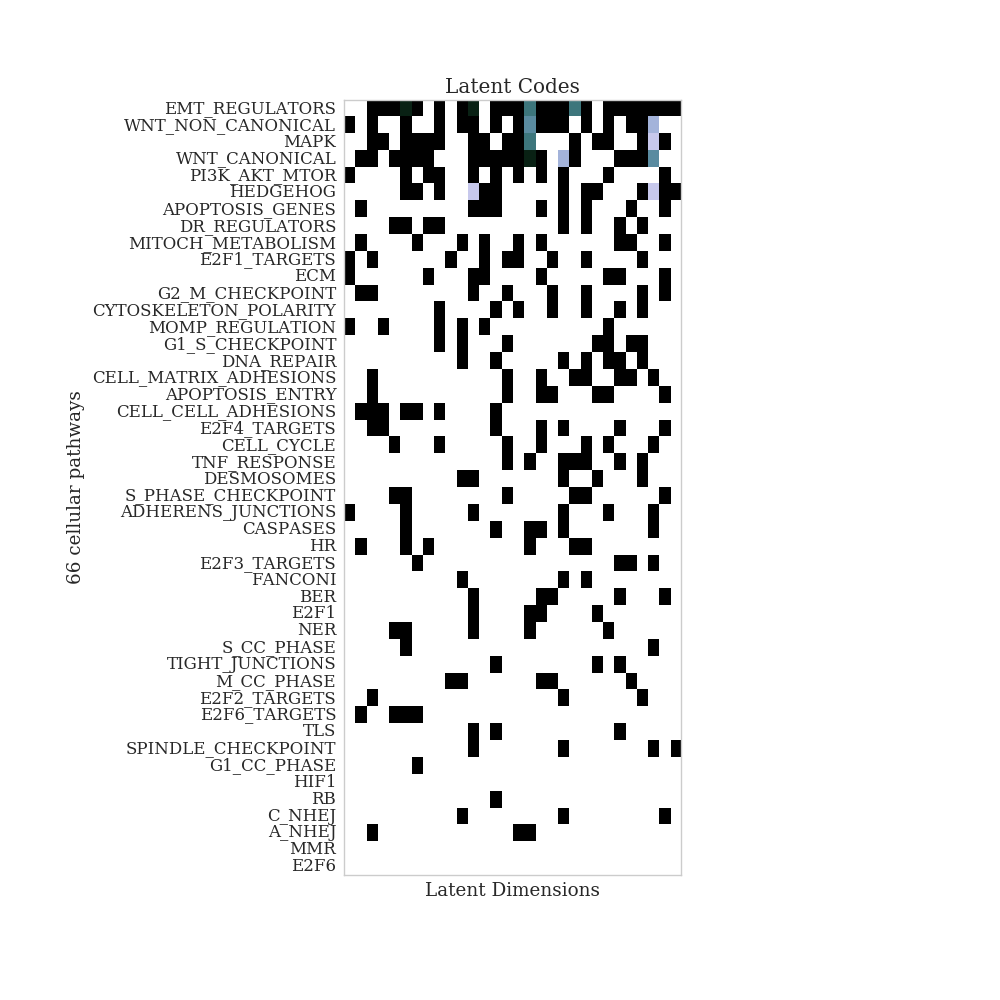 Latent Codes
EMT_REGULATORS
WNT_NON_CANONICAL
MAPK
WNT_CANONICAL
PI3K_AKT_MTOR
HEDGEHOG
APOPTOSIS_GENES
DR_REGULATORS
MITOCH_METABOLISM
E2F1_TARGETS
ECM
G2_M_CHECKPOINT
CYTOSKELETON_POLARITY
MOMP_REGULATION
G1_S_CHECKPOINT
DNA_REPAIR
CELL_MATRIX_ADHESIONS
APOPTOSIS_ENTRY
CELL_CELL_ADHESIONS
E2F4_TARGETS
CELL_CYCLE
TNF_RESPONSE
DESMOSOMES
S_PHASE_CHECKPOINT
ADHERENS_JUNCTIONS
CASPASES
HR
E2F3_TARGETS
FANCONI
BER
E2F1
NER
S_CC_PHASE
TIGHT_JUNCTIONS
M_CC_PHASE
E2F2_TARGETS
E2F6_TARGETS
TLS
SPINDLE_CHECKPOINT
G1_CC_PHASE
HIF1
RB
C_NHEJ
A_NHEJ
MMR
E2F6
66 cellular pathways
Latent Dimensions